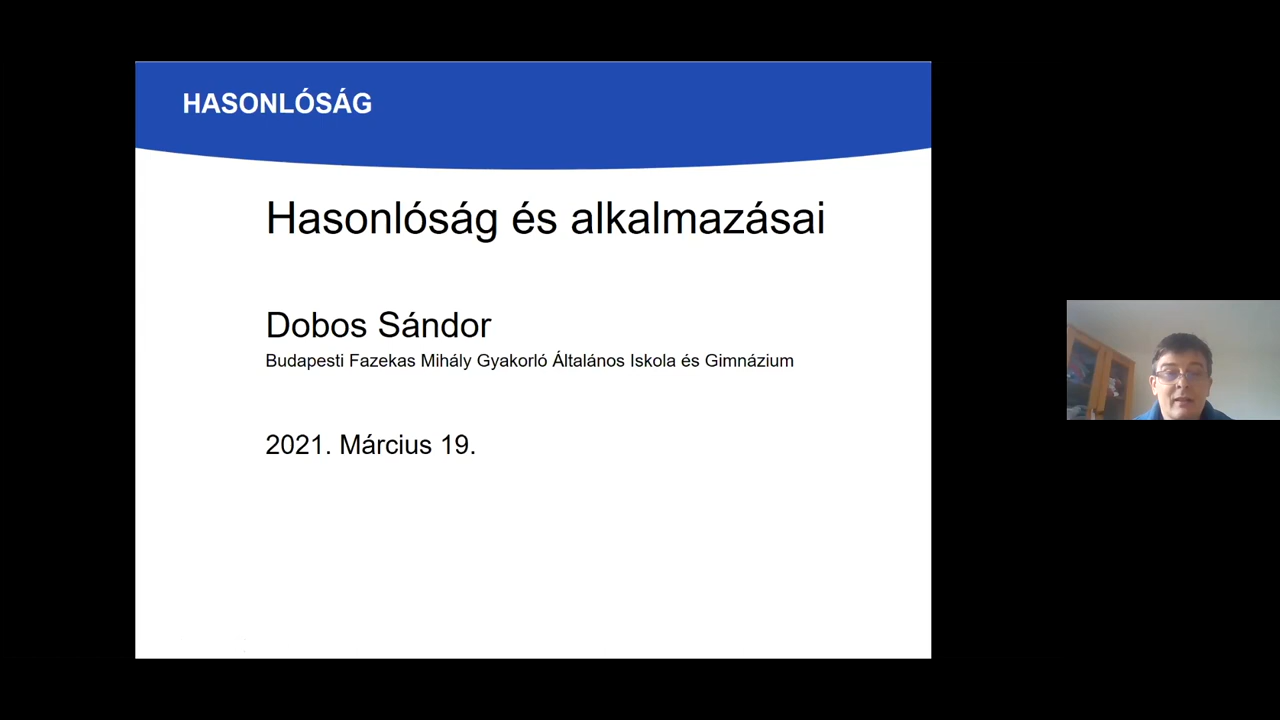 HASONLÓSÁG
Hasonlóság és alkalmazásai
Dobos Sándor
Budapesti Fazekas Mihály Gyakorló Általános Iskola és Gimnázium
2021. Március 19.